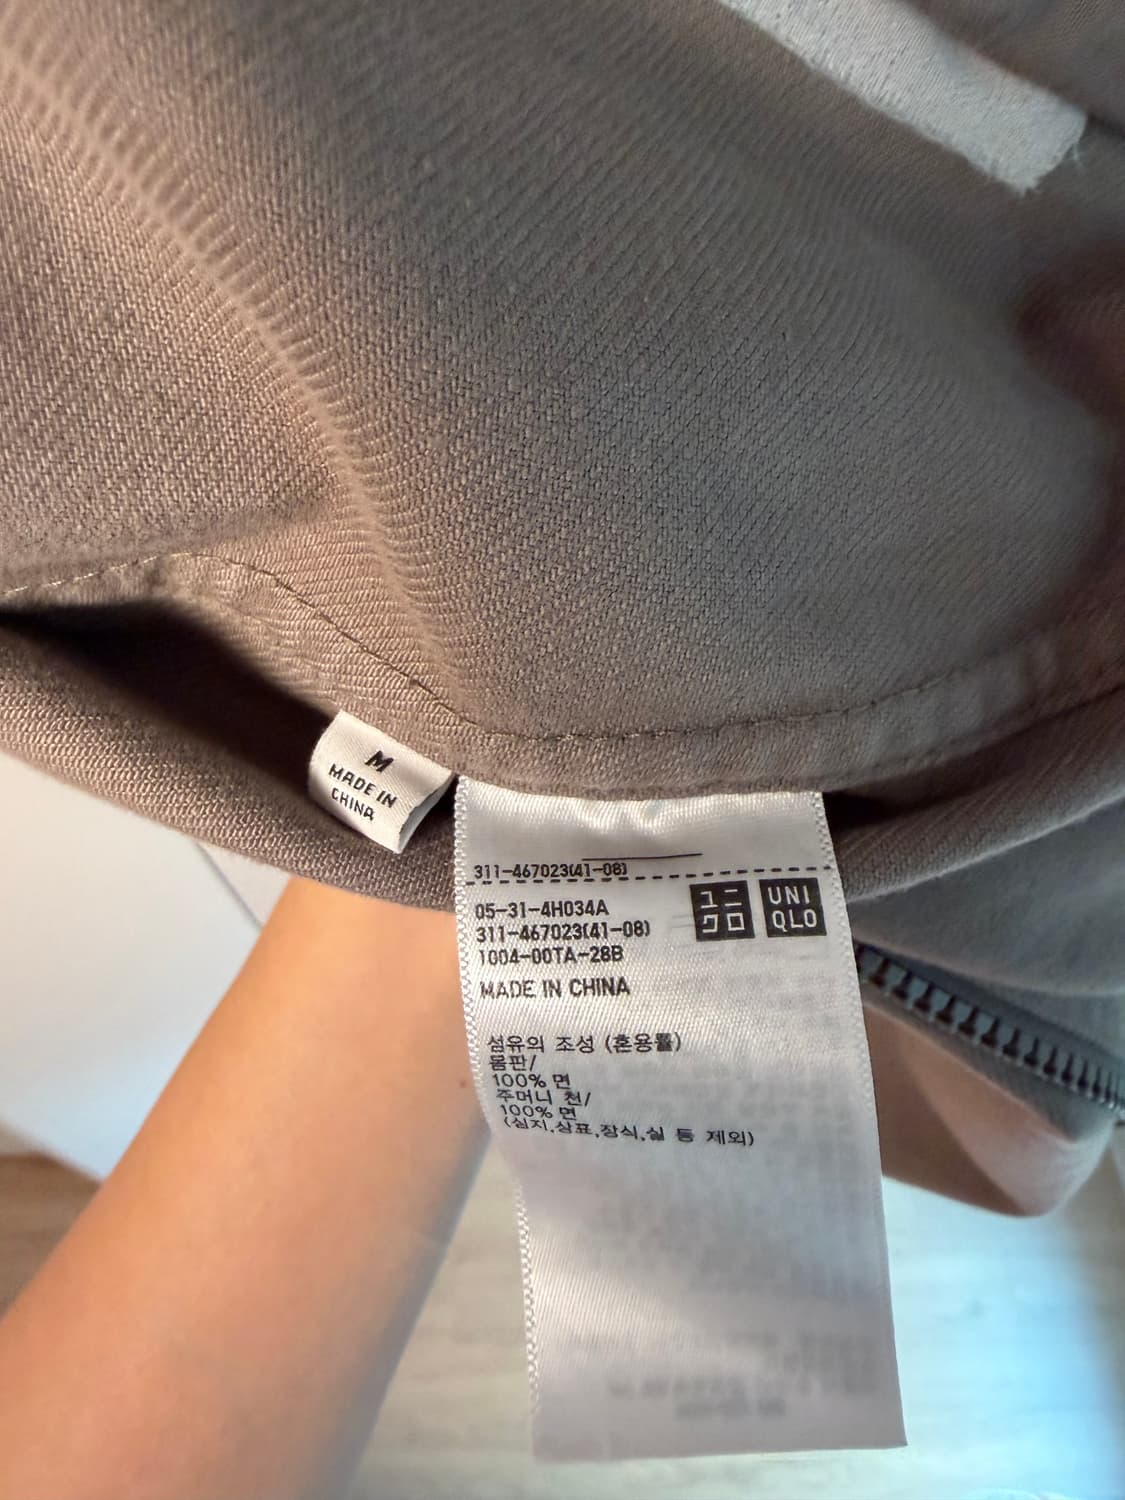 M
MADE IN
CHINA
311-467023(41-08)
05-31-4H034A
311-467023(41-08)
1004-00TA-28B
MADE IN CHINA
ユニ
クロ
UNI
QLO
섬유의 조성 (혼용률)
몸판/
100% 면
주머니 천/
100% 면
(심지,상표,장식,실 등 제외)